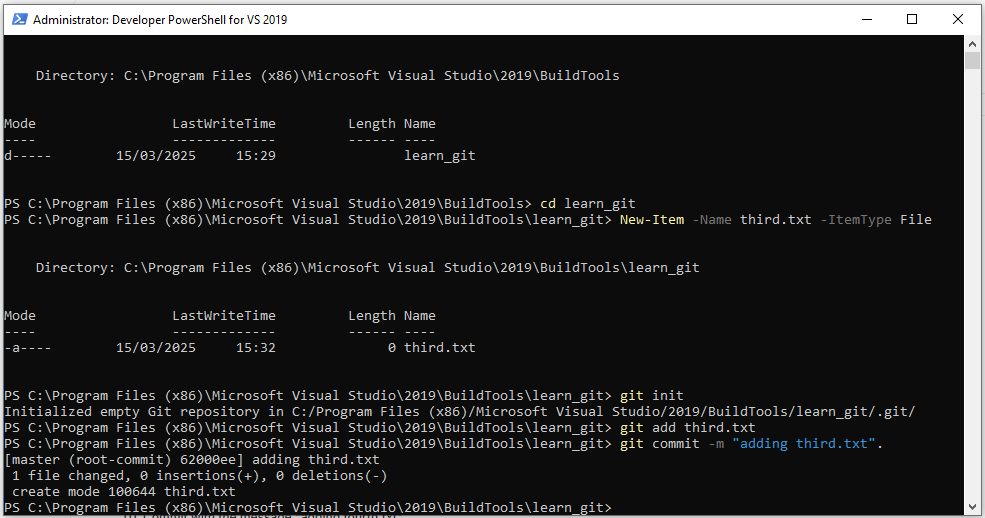 Administrator: Developer PowerShell for VS 2019
Directory: C:\Program Files (x86)\Microsoft Visual Studio\2019\BuildTools
Mode                 LastWriteTime         Length Name
----                 -------------         ------ ----
d-----        15/03/2025     15:29                learn_git
PS C:\Program Files (x86)\Microsoft Visual Studio\2019\BuildTools> cd learn_git
PS C:\Program Files (x86)\Microsoft Visual Studio\2019\BuildTools\learn_git> New-Item -Name third.txt -ItemType File
Directory: C:\Program Files (x86)\Microsoft Visual Studio\2019\BuildTools\learn_git
Mode                 LastWriteTime         Length Name
----                 -------------         ------ ----
-a----        15/03/2025     15:32              0 third.txt
PS C:\Program Files (x86)\Microsoft Visual Studio\2019\BuildTools\learn_git> git init
Initialized empty Git repository in C:/Program Files (x86)/Microsoft Visual Studio/2019/BuildTools/learn_git/.git/
PS C:\Program Files (x86)\Microsoft Visual Studio\2019\BuildTools\learn_git> git add third.txt
PS C:\Program Files (x86)\Microsoft Visual Studio\2019\BuildTools\learn_git> git commit -m "adding third.txt".
[master (root-commit) 62000ee] adding third.txt
 1 file changed, 0 insertions(+), 0 deletions(-)
 create mode 100644 third.txt
PS C:\Program Files (x86)\Microsoft Visual Studio\2019\BuildTools\learn_git>